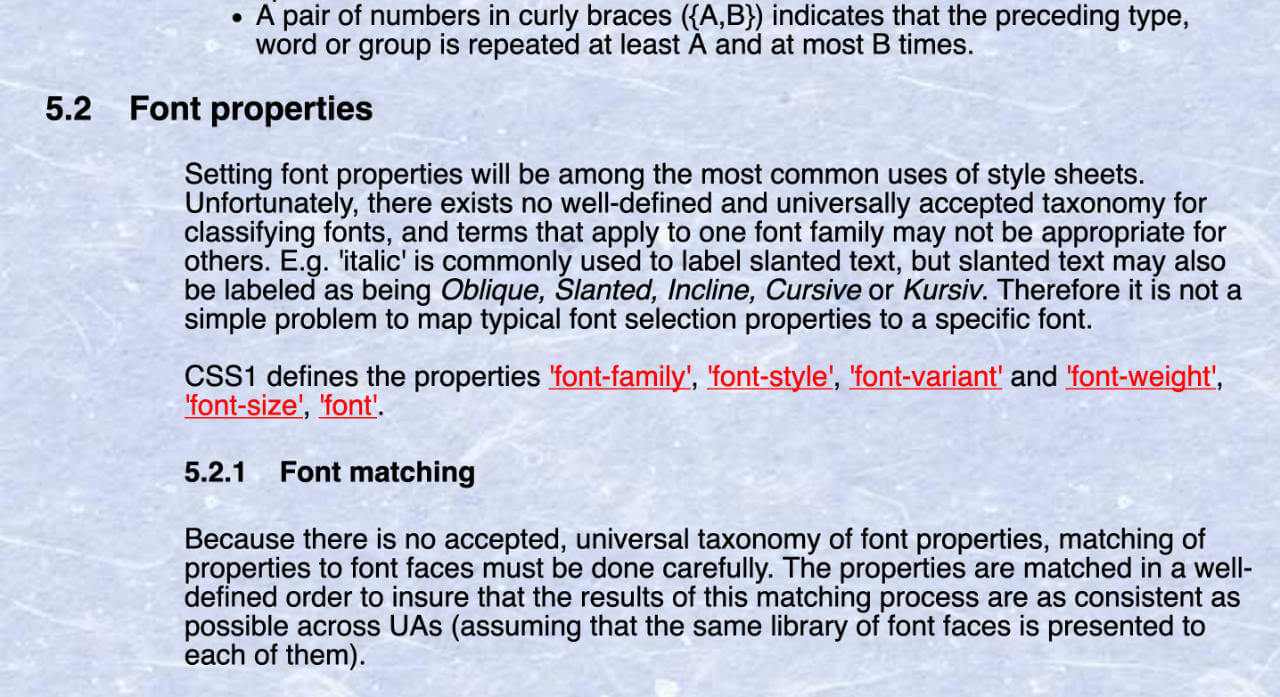 • A pair of numbers in curly braces ({A,B}) indicates that the preceding type,
word or group is repeated at least A and at most B times.
5.2 Font properties
Setting font properties will be among the most common uses of style sheets.
Unfortunately, there exists no well-defined and universally accepted taxonomy for
classifying fonts, and terms that apply to one font family may not be appropriate for
others. E.g. 'italic' is commonly used to label slanted text, but slanted text may also
be labeled as being Oblique, Slanted, Incline, Cursive or Kursiv. Therefore it is not a
simple problem to map typical font selection properties to a specific font.
CSS1 defines the properties 'font-family', 'font-style', 'font-variant' and 'font-weight',
'font-size', 'font'.
5.2.1 Font matching
Because there is no accepted, universal taxonomy of font properties, matching of
properties to font faces must be done carefully. The properties are matched in a well-
defined order to insure that the results of this matching process are as consistent as
possible across UAs (assuming that the same library of font faces is presented to
each of them).